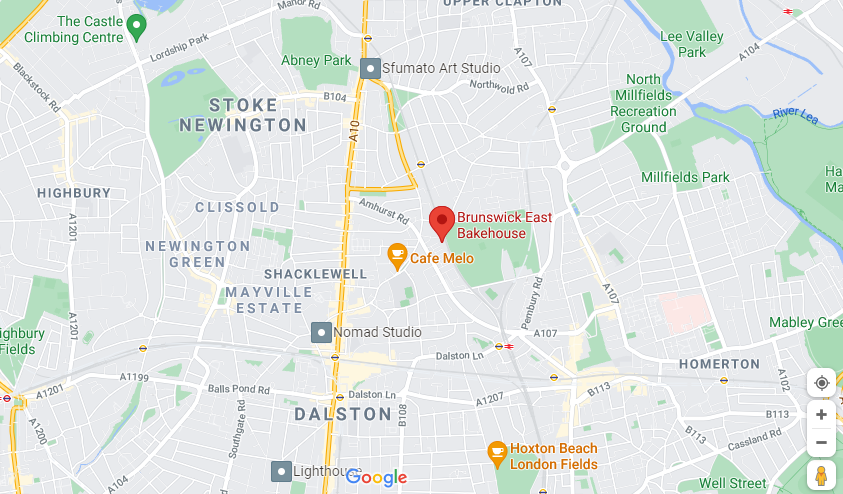 UPPER CLAPTON
Manor Rd
The Castle
Climbing Centre
Lordship Park
A107
Lee Valley
Park
Abney Park
Sfumato Art Studio
Blackstock Rd
Northwold Rd
North
Millfields
Recreation
Ground
B104
STOKE
NEWINGTON
A10
River Lea
Millfields Park
Ha
Ma
HIGHBURY
CLISSOLD
Amhurst Rd
Brunswick East
Bakehouse
A1201
NEWINGTON
GREEN
Cafe Melo
SHACKLEWELL
MAYVILLE
ESTATE
A107
Pembury Rd
A1201
Nomad Studio
ighbury
Fields
A107
Mabley Gree
Dalston Ln
HOMERTON
A1199
A1201
Balls Pond Rd
Dalston Ln
A1207
B113
A102
DALSTON
B108
B113
Southgate Rd
A1200
B113
Cassland Rd
Hoxton Beach
London Fields
Lighthouse
Google
Well Street